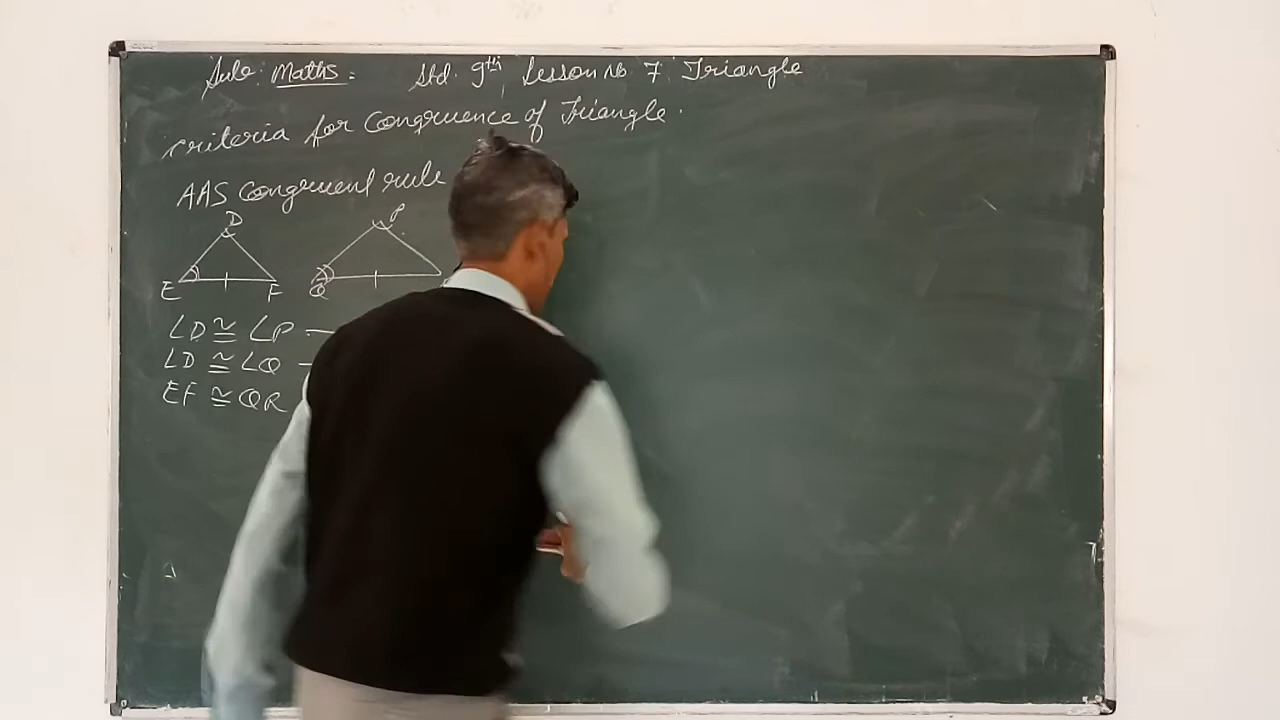 Sub: Maths. Std. 9th, Lesson No 7. Triangle
criteria for congruence of Triangle.
AAS congruent rule
D P
E F Q
∠D ≅ ∠P —
∠D ≅ ∠Q —
EF ≅ QR